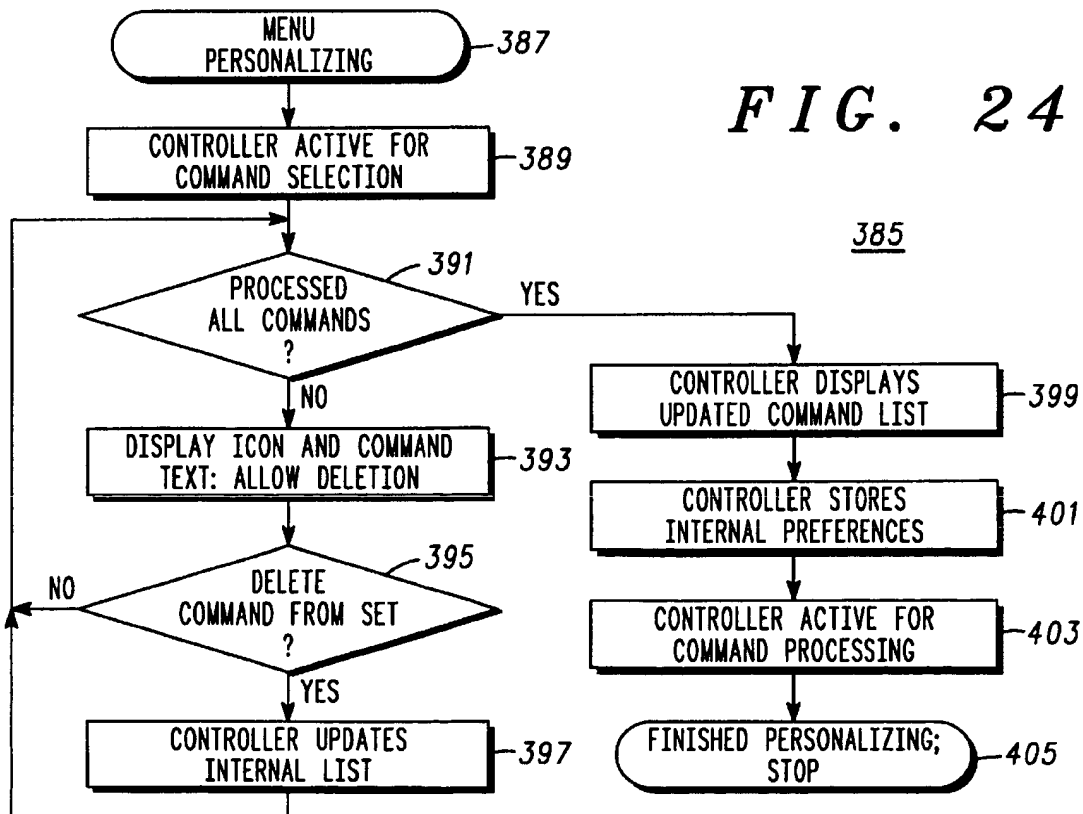 MENU
PERSONALIZING
387
FIG. 24
CONTROLLER ACTIVE FOR
COMMAND SELECTION
389
385
391
PROCESSED
ALL COMMANDS
?
YES
NO
CONTROLLER DISPLAYS
UPDATED COMMAND LIST
399
DISPLAY ICON AND COMMAND
TEXT: ALLOW DELETION
393
CONTROLLER STORES
INTERNAL PREFERENCES
401
395
NO
DELETE
COMMAND FROM SET
?
YES
CONTROLLER ACTIVE FOR
COMMAND PROCESSING
403
CONTROLLER UPDATES
INTERNAL LIST
397
FINISHED PERSONALIZING;
STOP
405